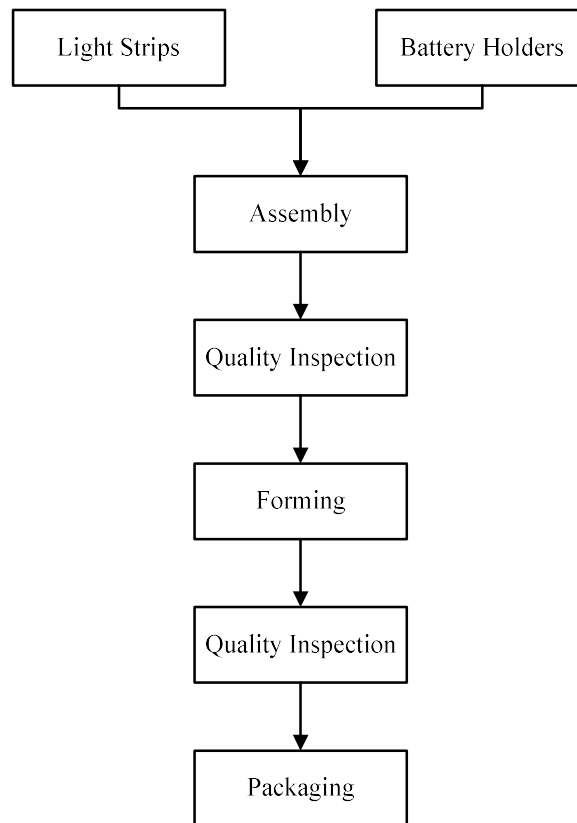 Light Strips
Battery Holders
Assembly
Quality Inspection
Forming
Quality Inspection
Packaging